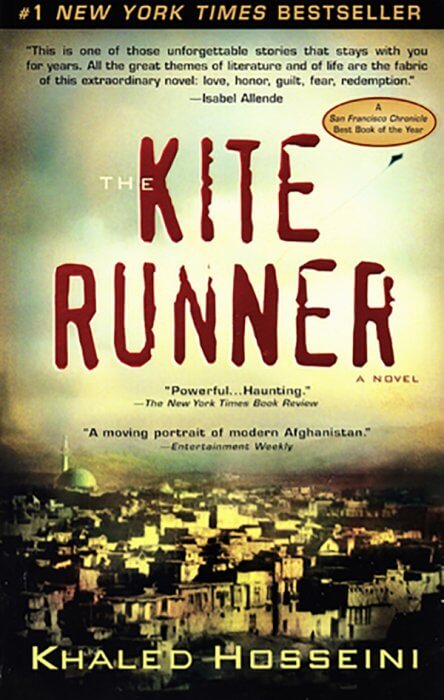 #1 NEW YORK TIMES BESTSELLER
"This is one of those unforgettable stories that stays with you
for years. All the great themes of literature and of life are the fabric
of this extraordinary novel: love, honor, guilt, fear, redemption."
—Isabel Allende
A
San Francisco Chronicle
Best Book of the Year
THE
KITE
RUNNER
A NOVEL
"Powerful...Haunting."
—The New York Times Book Review
"A moving portrait of modern Afghanistan."
—Entertainment Weekly
KHALED HOSSEINI